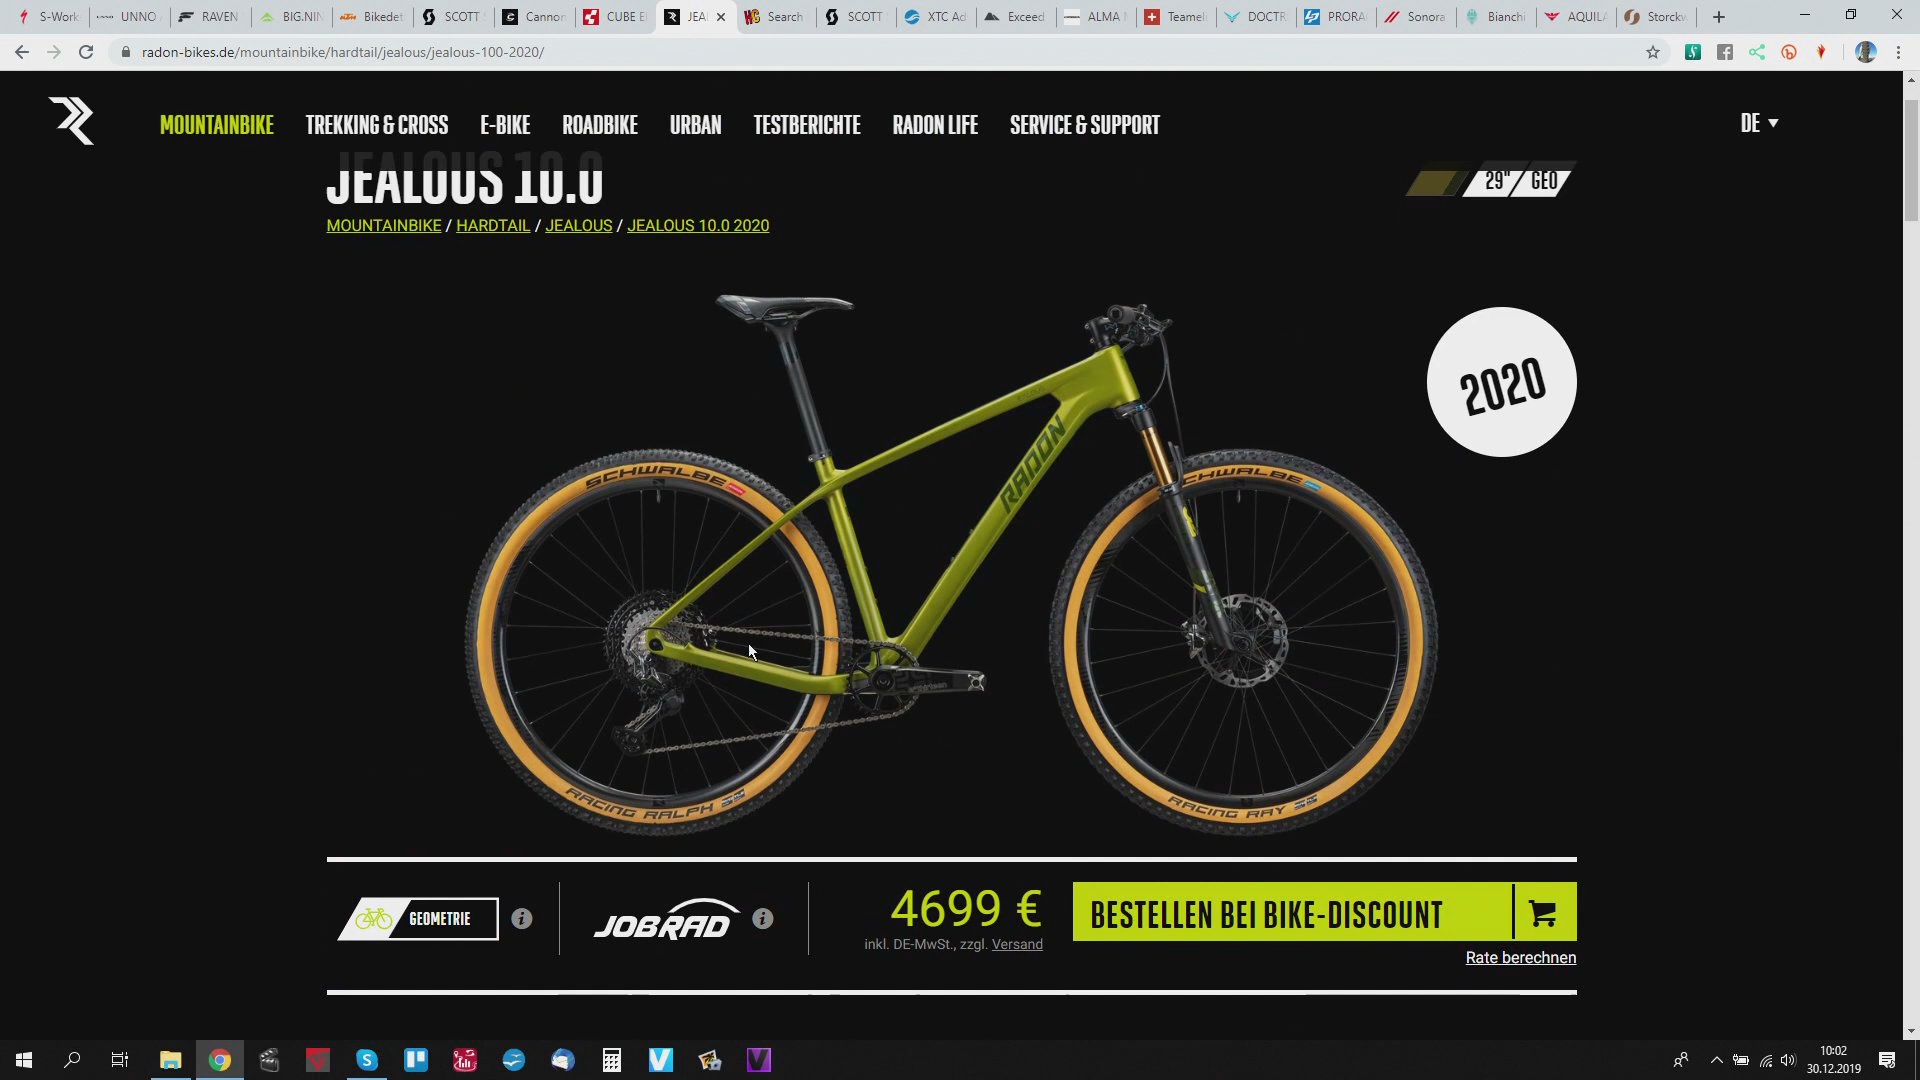 S-Work
UNNO
RAVEN
BIG.NIN
Bikedet
SCOTT
Cannon
CUBE E
JEA
Search
SCOTT
XTC Ad
Exceed
ALMA
Teamel
DOCTR
PRORA
Sonora
Bianchi
AQUILA
Storckw
radon-bikes.de/mountainbike/hardtail/jealous/jealous-100-2020/
MOUNTAINBIKE TREKKING & CROSS E-BIKE ROADBIKE URBAN TESTBERICHTE RADON LIFE SERVICE & SUPPORT DE
JEALOUS 10.0
29" GEO
MOUNTAINBIKE / HARDTAIL / JEALOUS / JEALOUS 10.0 2020
2020
RADON
SCHWALBE
SCHWALBE
RACING RALPH
RACING RAY
GEOMETRIE
JOBRAD
4699 €
inkl. DE-MwSt., zzgl. Versand
BESTELLEN BEI BIKE-DISCOUNT
Rate berechnen
10:02
30.12.2019